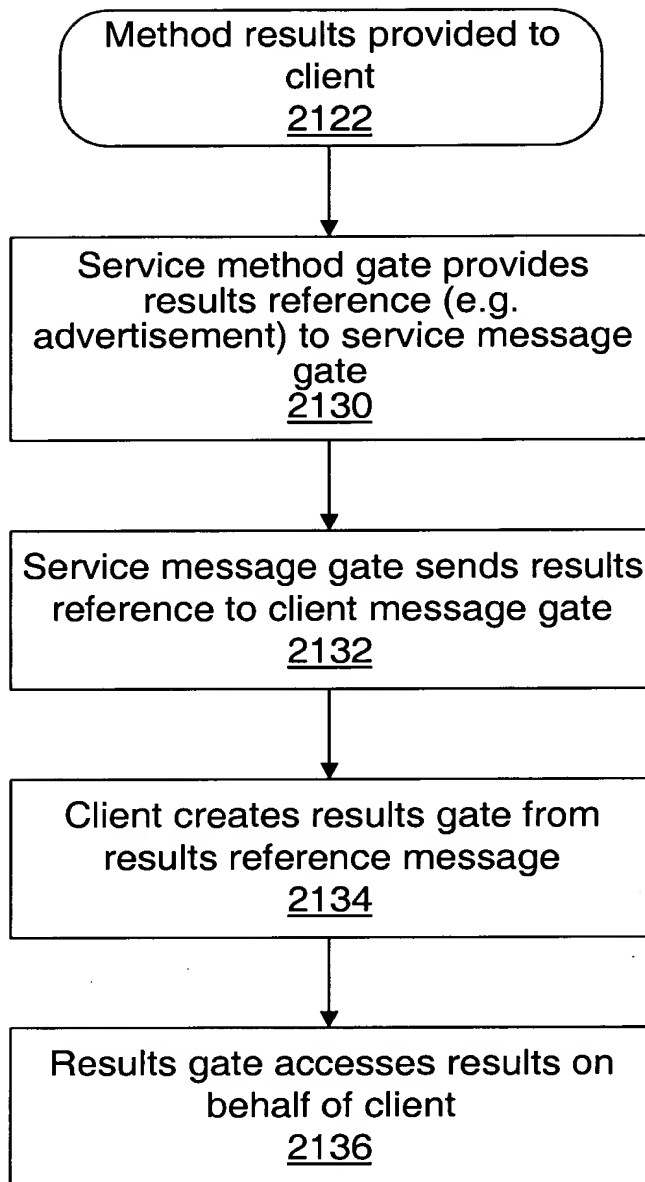 Method results provided to
client
2122
Service method gate provides
results reference (e.g.
advertisement) to service message
gate
2130
Service message gate sends results
reference to client message gate
2132
Client creates results gate from
results reference message
2134
Results gate accesses results on
behalf of client
2136